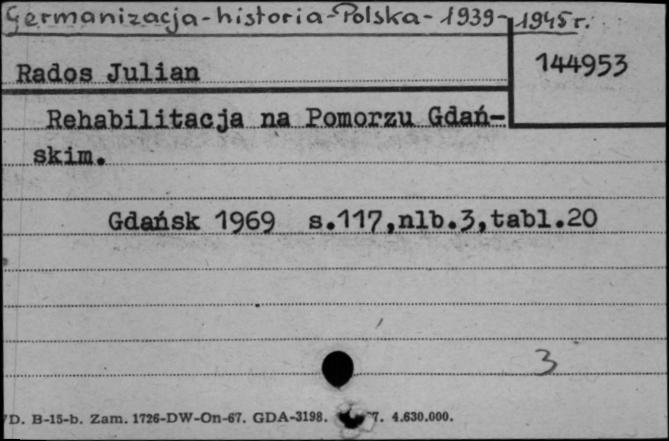 Germanizacja-historia-Polska-1939-1945r.
144953
Rados Julian
Rehabilitacja na Pomorzu Gdań-
skim.
Gdańsk 1969 s.117,nlb.3,tabl.20
3
D. B-15-b. Zam. 1726-DW-On-67. GDA-3198. 7. 4.630.000.